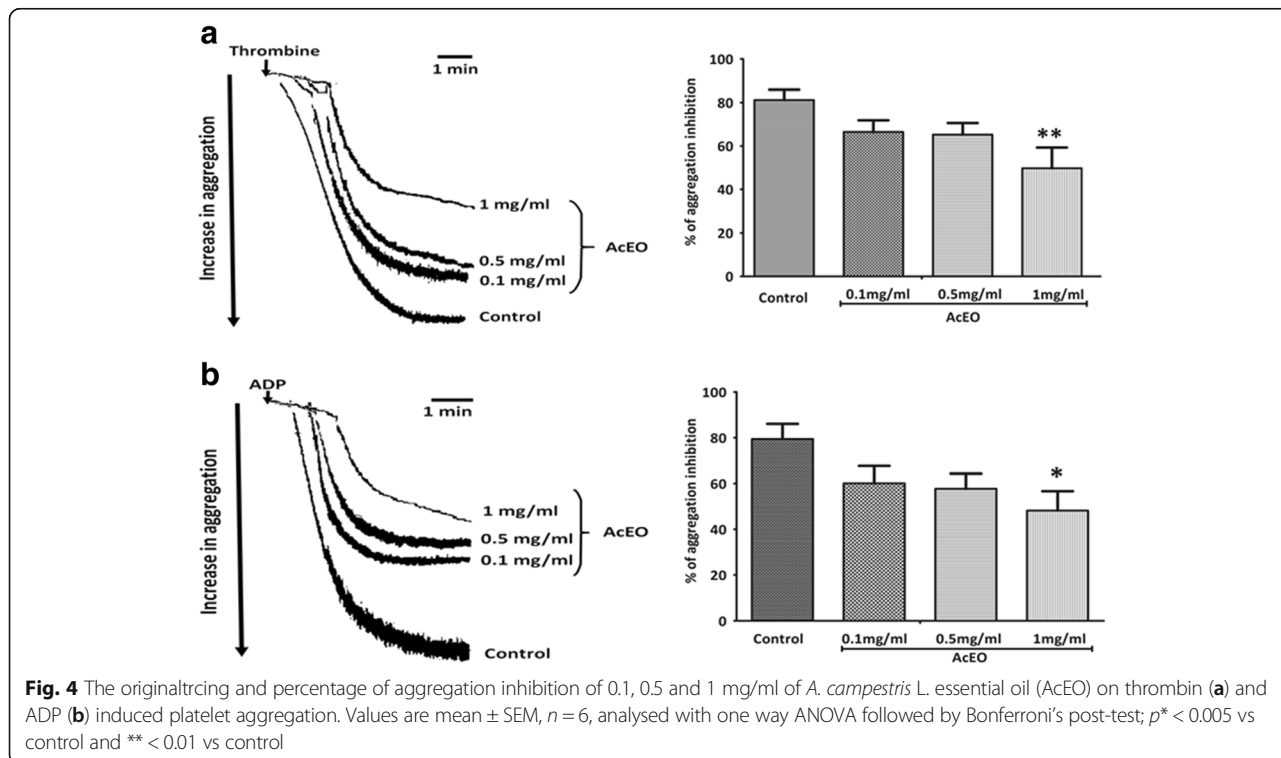 a
Thrombine
1 min
Increase in aggregation
1 mg/ml
0.5 mg/ml
0.1 mg/ml
AcEO
Control
% of aggregation inhibition
100
80
60
40
20
0
**
Control
0.1mg/ml
0.5mg/ml
1mg/ml
AcEO
b
ADP
1 min
Increase in aggregation
1 mg/ml
0.5 mg/ml
0.1 mg/ml
AcEO
Control
% of aggregation inhibition
100
80
60
40
20
0
*
Control
0.1mg/ml
0.5mg/ml
1mg/ml
AcEO
Fig. 4 The originaltrcing and percentage of aggregation inhibition of 0.1, 0.5 and 1 mg/ml of A. campestris L. essential oil (AcEO) on thrombin (a) and
ADP (b) induced platelet aggregation. Values are mean ± SEM, n = 6, analysed with one way ANOVA followed by Bonferroni's post-test; p* < 0.005 vs
control and ** < 0.01 vs control